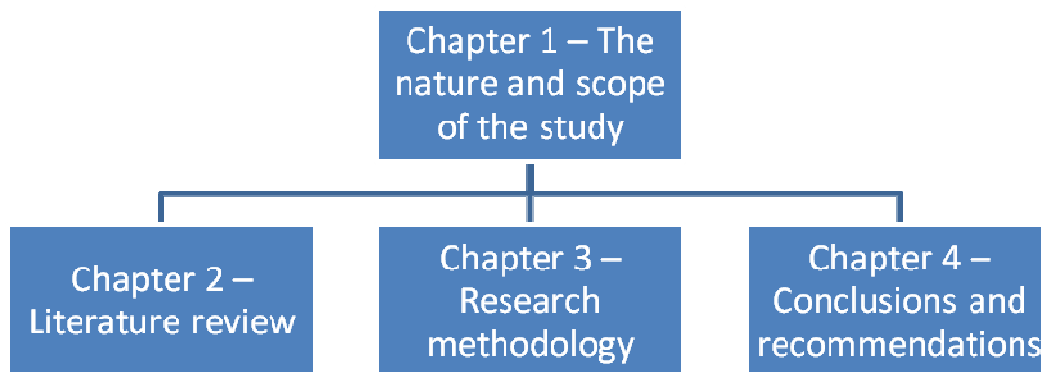 Chapter 1 – The
nature and scope
of the study
Chapter 2 –
Literature review
Chapter 3 –
Research
methodology
Chapter 4 –
Conclusions and
recommendations